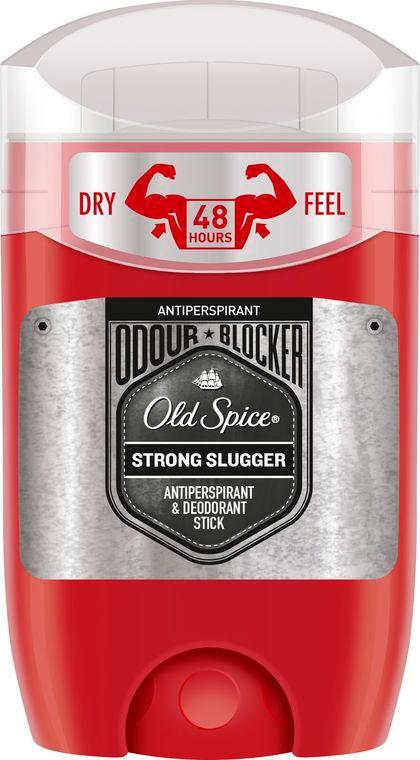 DRY 48 FEEL
HOURS
ANTIPERSPIRANT
ODOUR ★ BLOCKER
Old Spice®
STRONG SLUGGER
ANTIPERSPIRANT
& DEODORANT
STICK